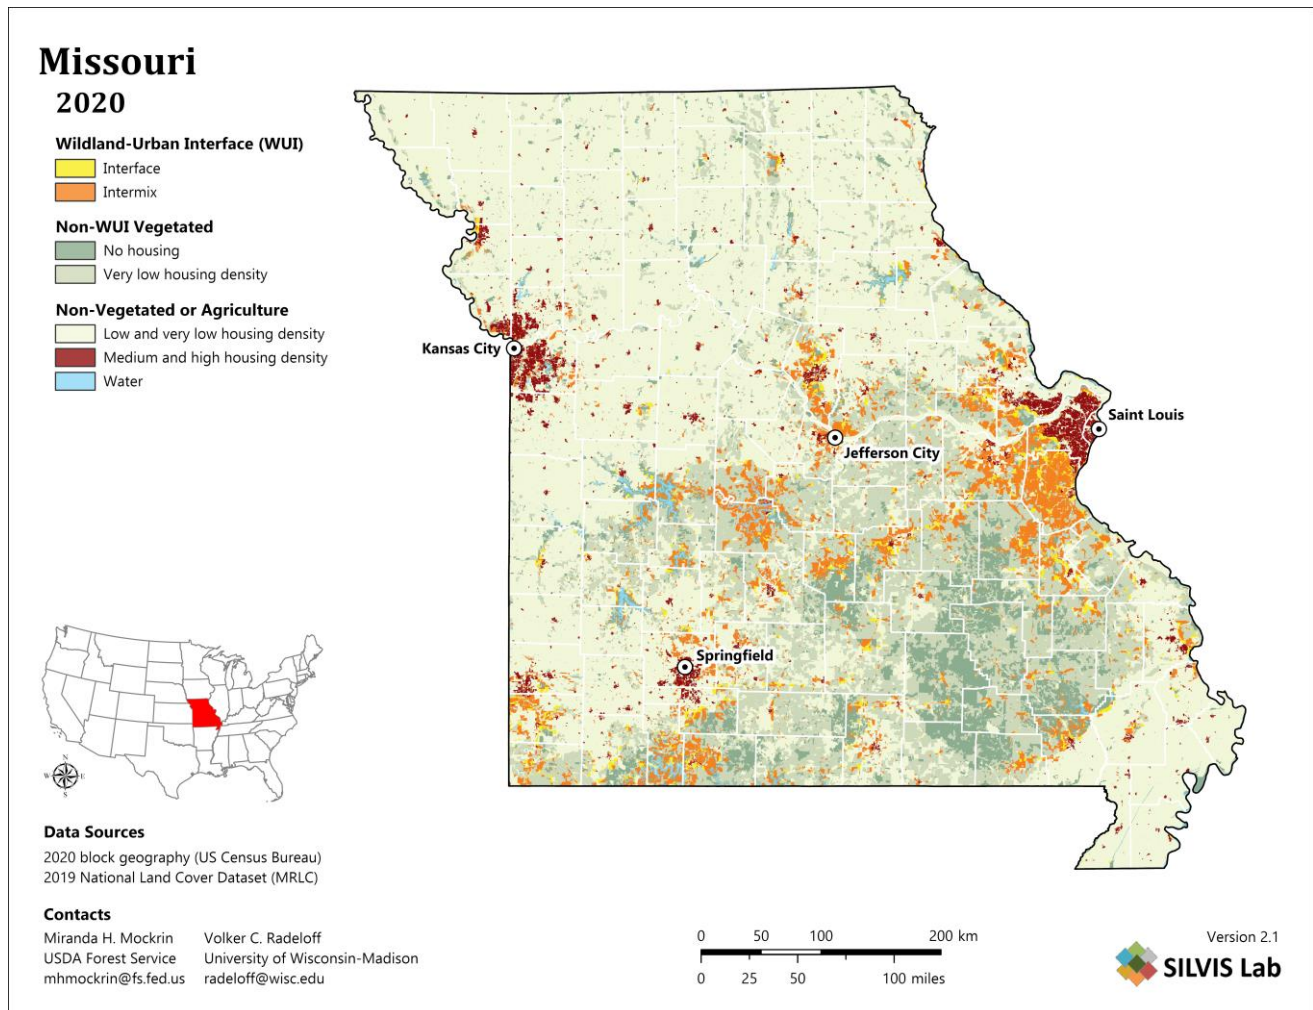 Missouri
2020
Wildland-Urban Interface (WUI)
Interface
Intermix
Non-WUI Vegetated
No housing
Very low housing density
Non-Vegetated or Agriculture
Low and very low housing density
Medium and high housing density
Water
Kansas City
Saint Louis
Jefferson City
Springfield
N
W E
S
Data Sources
2020 block geography (US Census Bureau)
2019 National Land Cover Dataset (MRLC)
Contacts
Miranda H. Mockrin Volker C. Radeloff
USDA Forest Service University of Wisconsin-Madison
mhmockrin@fs.fed.us radeloff@wisc.edu
0 50 100 200 km
0 25 50 100 miles
Version 2.1
SILVIS Lab